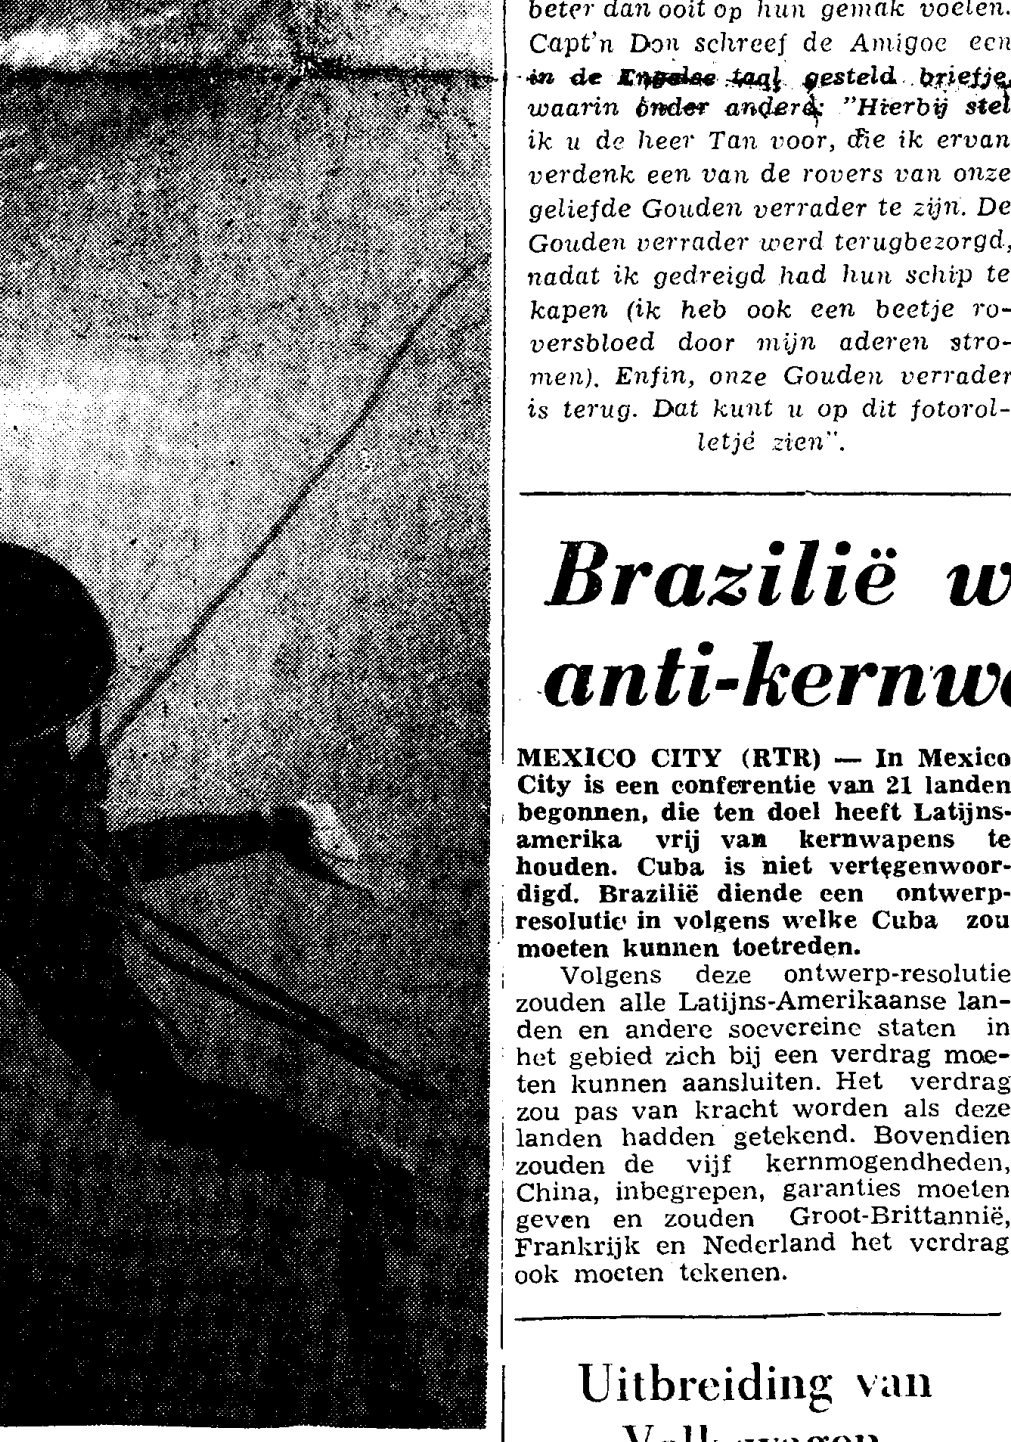 beter dan ooit op hun gemak voelen.
Capt'n Don schreef de Amigoe een
in de Engelse taal gesteld briefje,
waarin onder andere: "Hierbij stel
ik u de heer Tan voor, die ik ervan
verdenk een van de rovers van onze
geliefde Gouden verrader te zijn. De
Gouden verrader werd terugbezorgd,
nadat ik gedreigd had hun schip te
kapen (ik heb ook een beetje ro-
versbloed door mijn aderen stro-
men). Enfin, onze Gouden verrader
is terug. Dat kunt u op dit fotorol-
letje zien".
Brazilië w
anti-kernwa
MEXICO CITY (RTR) — In Mexico
City is een conferentie van 21 landen
begonnen, die ten doel heeft Latijns-
amerika vrij van kernwapens te
houden. Cuba is niet vertegenwoor-
digd. Brazilië diende een ontwerp-
resolutie in volgens welke Cuba zou
moeten kunnen toetreden.
Volgens deze ontwerp-resolutie
zouden alle Latijns-Amerikaanse lan-
den en andere soevereine staten in
het gebied zich bij een verdrag moe-
ten kunnen aansluiten. Het verdrag
zou pas van kracht worden als deze
landen hadden getekend. Bovendien
zouden de vijf kernmogendheden,
China, inbegrepen, garanties moeten
geven en zouden Groot-Brittannië,
Frankrijk en Nederland het verdrag
ook moeten tekenen.
Uitbreiding van
Volkswagen